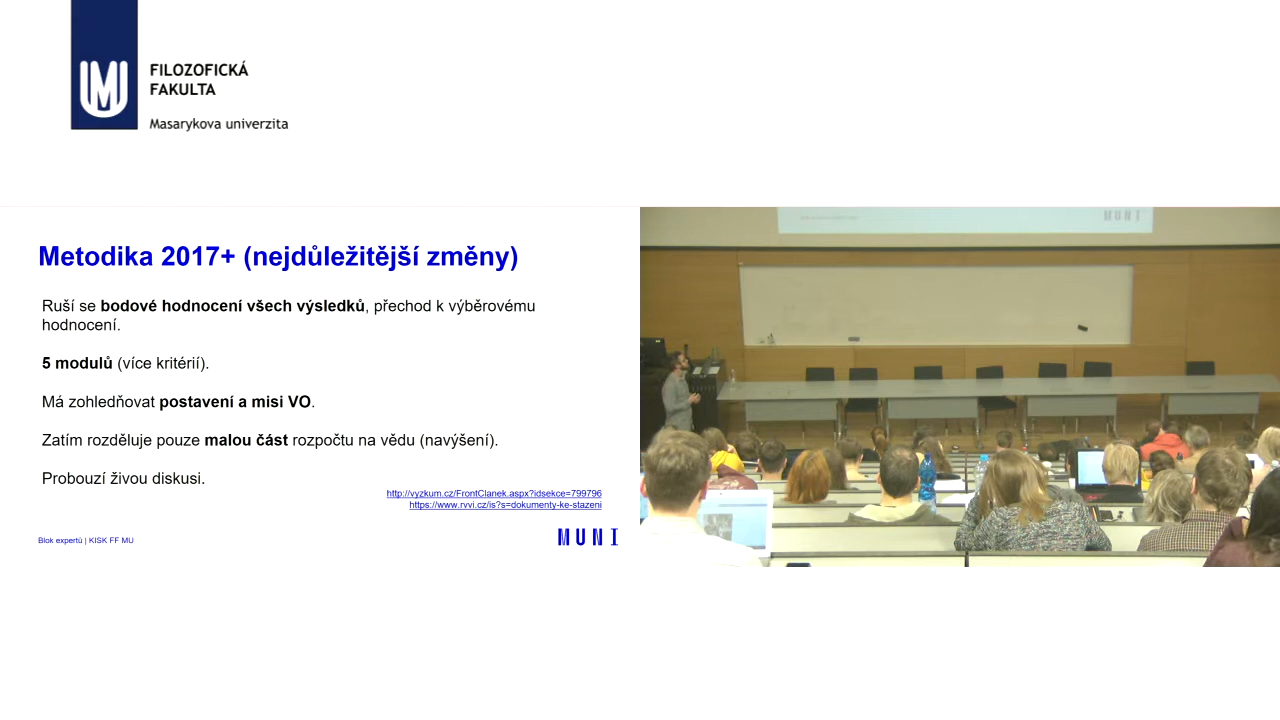 FILOZOFICKÁ
FAKULTA
Masarykova univerzita
Metodika 2017+ (nejdůležitější změny)
Ruší se bodové hodnocení všech výsledků, přechod k výběrovému
hodnocení.
5 modulů (více kritérií).
Má zohledňovat postavení a misi VO.
Zatím rozděluje pouze malou část rozpočtu na vědu (navýšení).
Probouzí živou diskusi.
http://vyzkum.cz/FrontClanek.aspx?idsekce=799796
https://www.rvvi.cz/is?s=dokumenty-ke-stazeni
Blok expertů | KISK FF MU
MUNI
MUNI